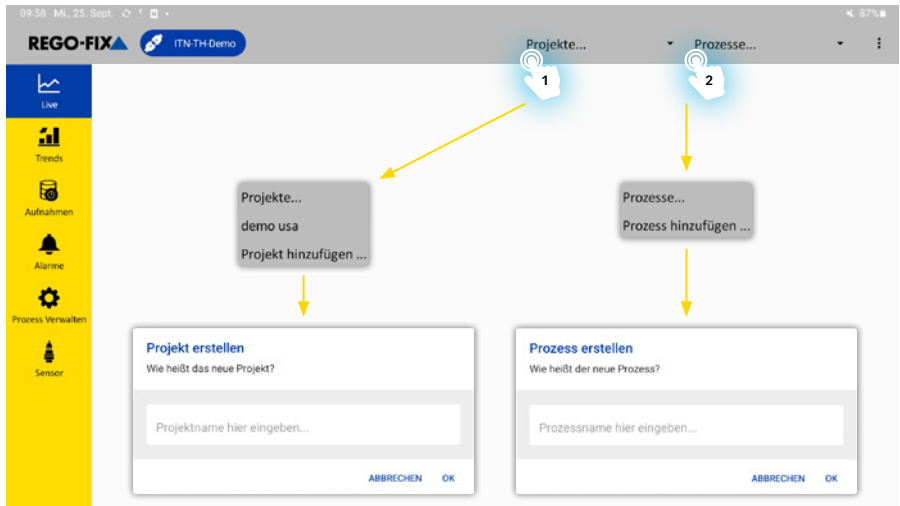 09:58 Mi., 25. Sept.
87%
REGO-FIX
ITN-TH-Demo
Projekte...
Prozesse...
1
2
Live
Trends
Aufnahmen
Alarme
Prozess Verwalten
Sensor
Projekte...
demo usa
Projekt hinzufügen ...
Prozesse...
Prozess hinzufügen ...
Projekt erstellen
Wie heißt das neue Projekt?
Projektname hier eingeben...
ABBRECHEN OK
Prozess erstellen
Wie heißt der neue Prozess?
Prozessname hier eingeben...
ABBRECHEN OK